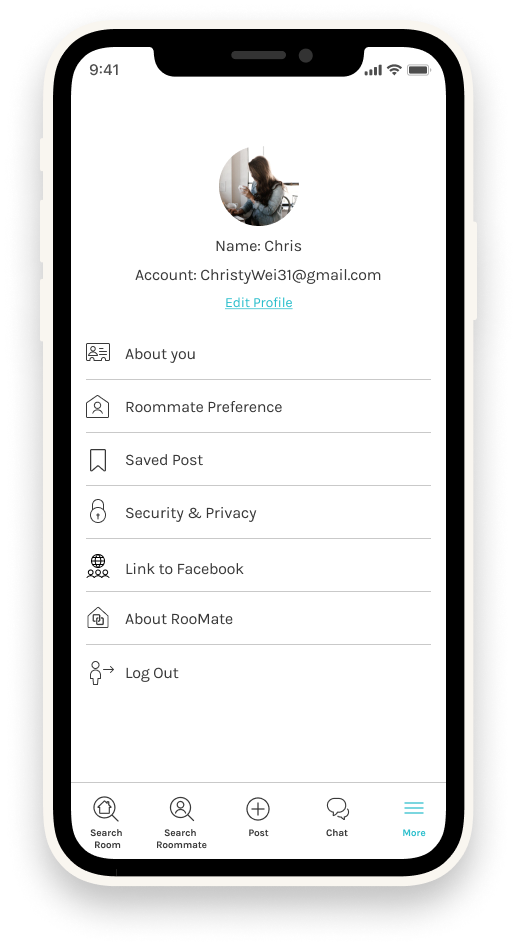 9:41
Name: Chris
Account: ChristyWei31@gmail.com
Edit Profile
About you
Roommate Preference
Saved Post
Security & Privacy
Link to Facebook
About RooMate
Log Out
Search
Room
Search
Roommate
Post
Chat
More